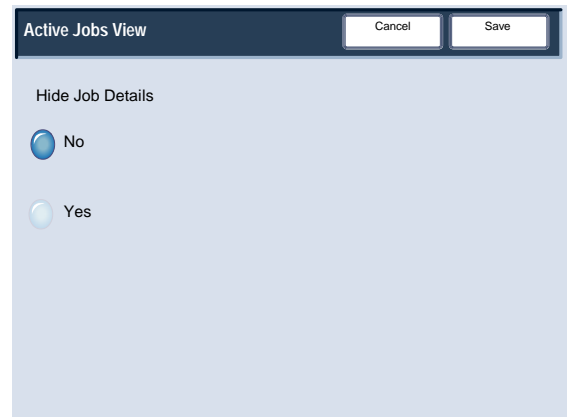 Active Jobs View
Cancel
Save
Hide Job Details
No
Yes